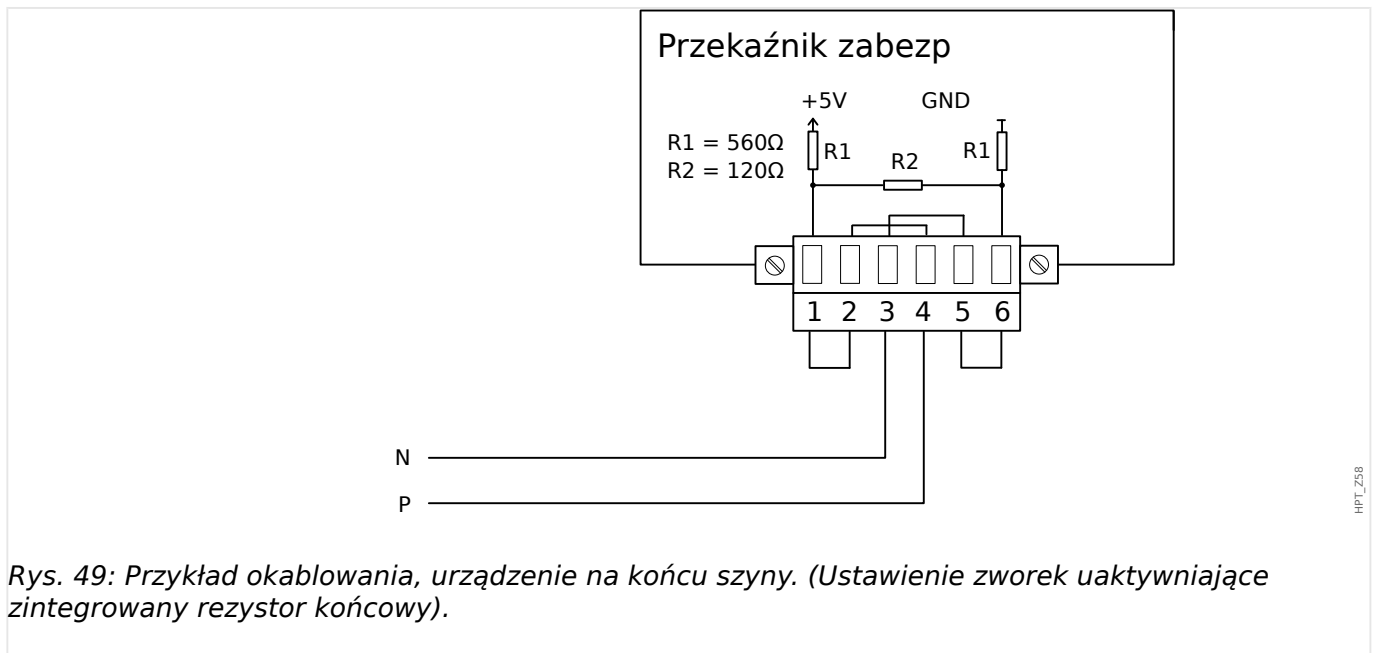 Przekaźnik zabezp
+5V GND
R1 = 560Ω
R2 = 120Ω
R1 R2 R1
1 2 3 4 5 6
N
P
HPT_Z58
Rys. 49: Przykład okablowania, urządzenie na końcu szyny. (Ustawienie zworek uaktywniające
zintegrowany rezystor końcowy).